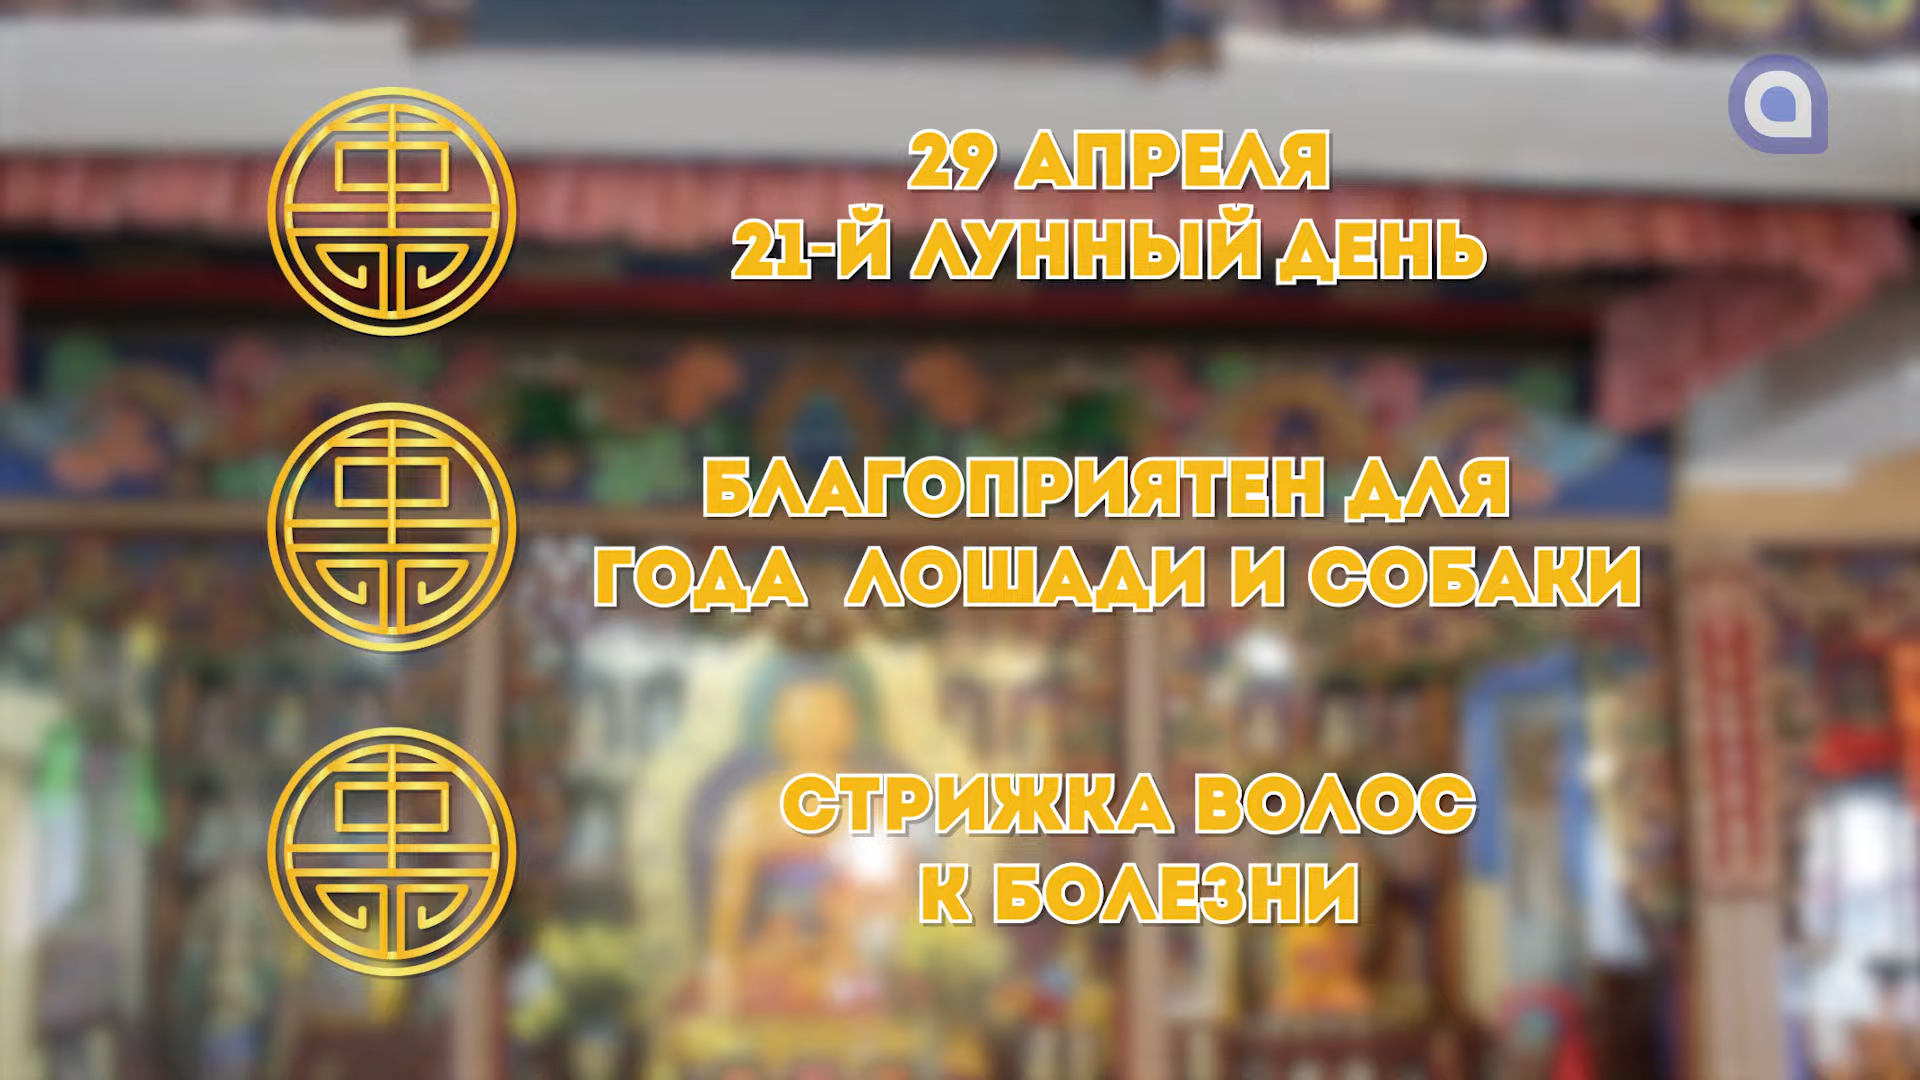 29 АПРЕЛЯ
21-Й ЛУННЫЙ ДЕНЬ
БЛАГОПРИЯТЕН ДЛЯ
ГОДА ЛОШАДИ И СОБАКИ
СТРИЖКА ВОЛОС
К БОЛЕЗНИ